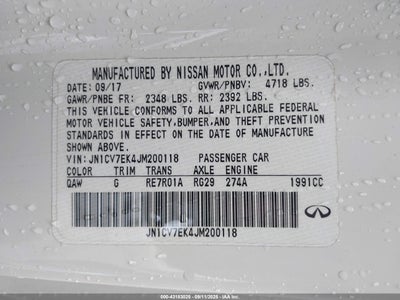 MANUFACTURED BY NISSAN MOTOR CO.,LTD.
DATE: 09/17 GVWR/PNBV: 4718 LBS.
GAWR/PNBE FR: 2348 LBS. RR: 2392 LBS.
THIS VEHICLE CONFORMS TO ALL APPLICABLE FEDERAL
MOTOR VEHICLE SAFETY,BUMPER,AND THEFT PREVENTION
STANDARDS IN EFFECT ON THE DATE OF MANUFACTURE
SHOWN ABOVE.
VIN: JN1CV7EK4JM200118 PASSENGER CAR
COLOR TRIM TRANS AXLE ENGINE
QAW G RE7R01A RG29 274A 1991CC
JN1CV7EK4JM200118